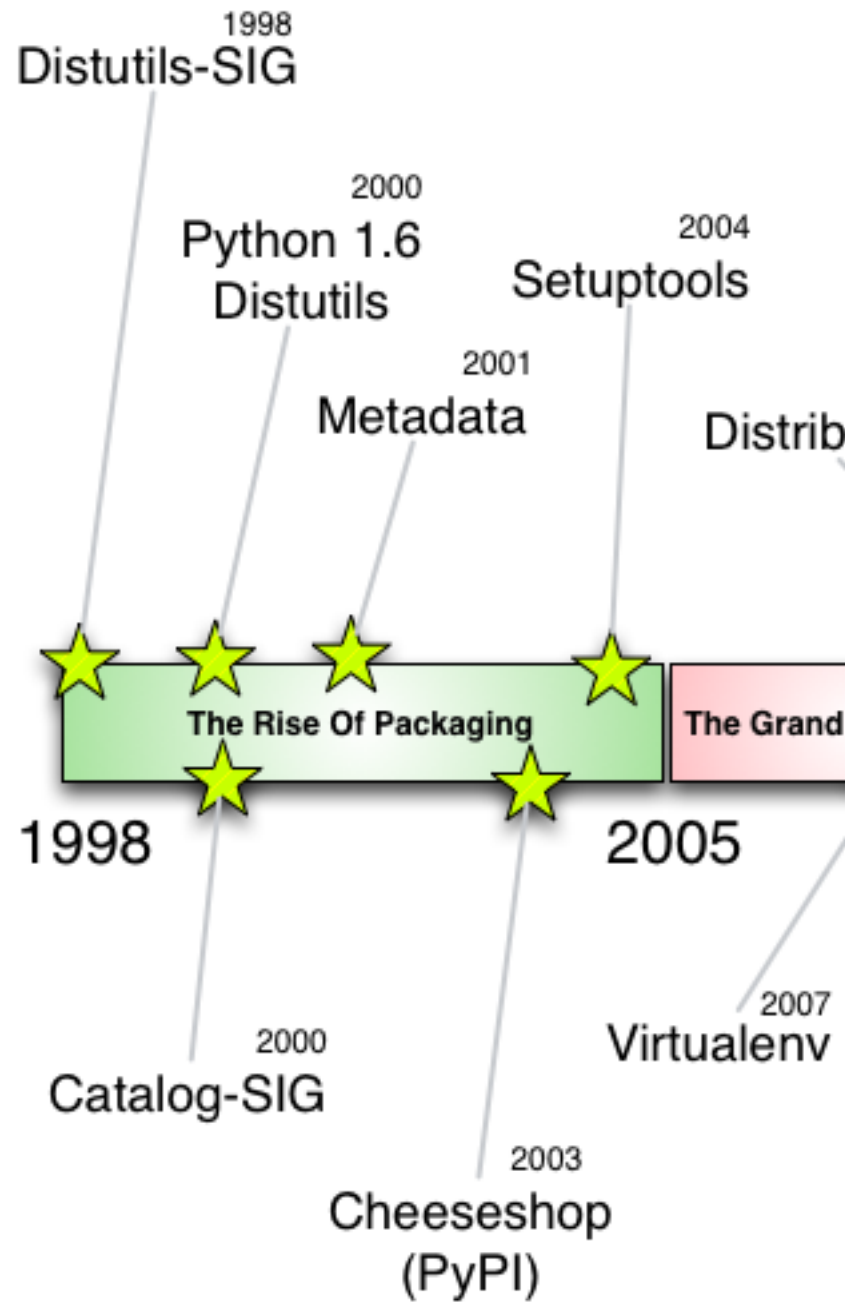 1998
Distutils-SIG
2000
Python 1.6
Distutils
2004
Setuptools
2001
Metadata
Distrib
The Rise Of Packaging
The Grand
1998
2005
2007
Virtualenv
2000
Catalog-SIG
2003
Cheeseshop
(PyPI)